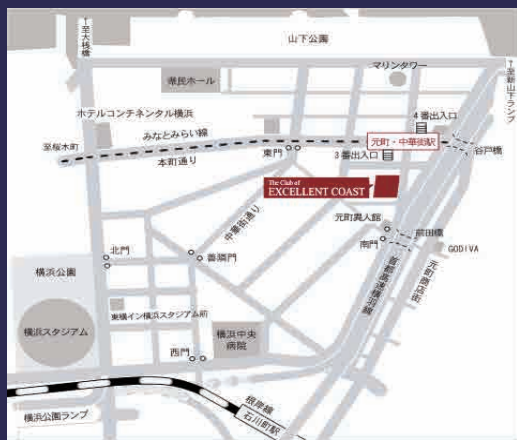 ↑至大桟橋
山下公園
↑至新山下ランプ
マリンタワー
県民ホール
ホテルコンチネンタル横浜
4番出入口
みなとみらい線
元町・中華街駅
至桜木町
本町通り
東門
3番出入口
谷戸橋
The Club of
EXCELLENT COAST
中華街通り
元町異人館
前田橋
北門
南門
GODIVA
善隣門
横浜公園
首都高速横羽線
元町商店街
東横イン横浜スタジアム前
横浜スタジアム
横浜中央
病院
西門
根岸線
横浜公園ランプ
石川町駅